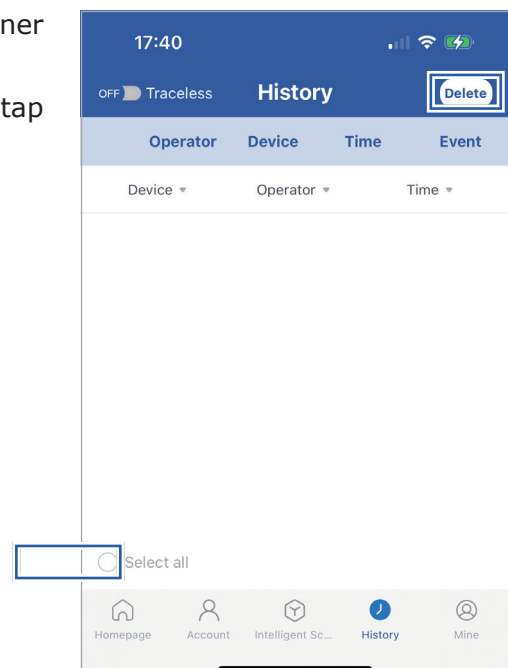 ner
tap
17:40
OFF Traceless History Delete
Operator Device Time Event
Device Operator Time
Select all
Homepage Account Intelligent Sc... History Mine